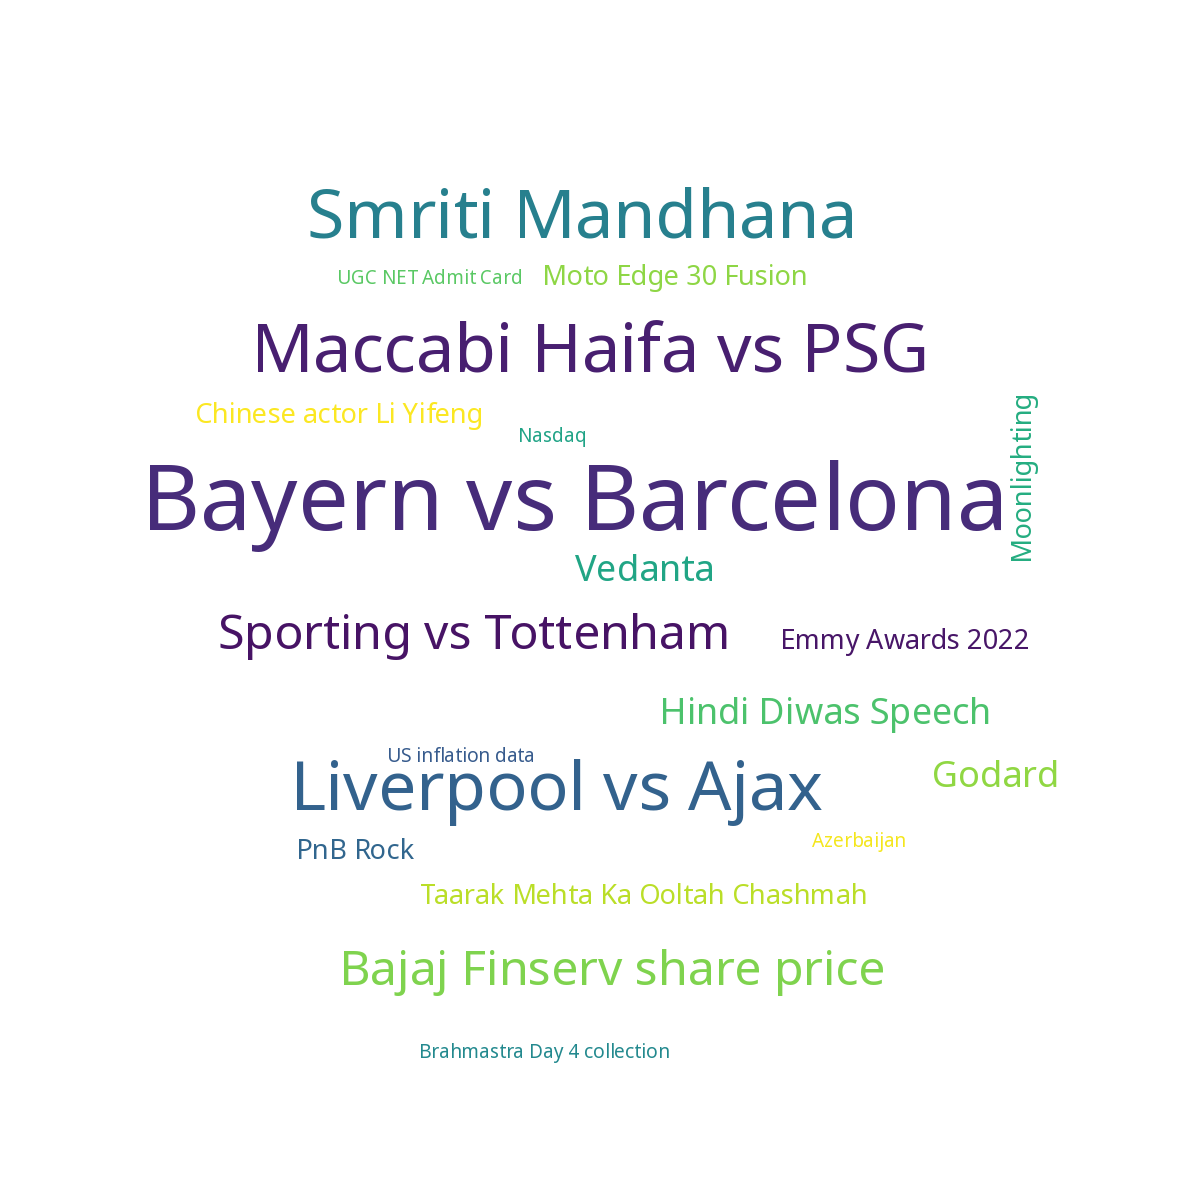 Smriti Mandhana
UGC NET Admit Card
Moto Edge 30 Fusion
Maccabi Haifa vs PSG
Chinese actor Li Yifeng
Nasdaq
Moonlighting
Bayern vs Barcelona
Vedanta
Sporting vs Tottenham
Emmy Awards 2022
Hindi Diwas Speech
US inflation data
Liverpool vs Ajax
Godard
PnB Rock
Azerbaijan
Taarak Mehta Ka Ooltah Chashmah
Bajaj Finserv share price
Brahmastra Day 4 collection